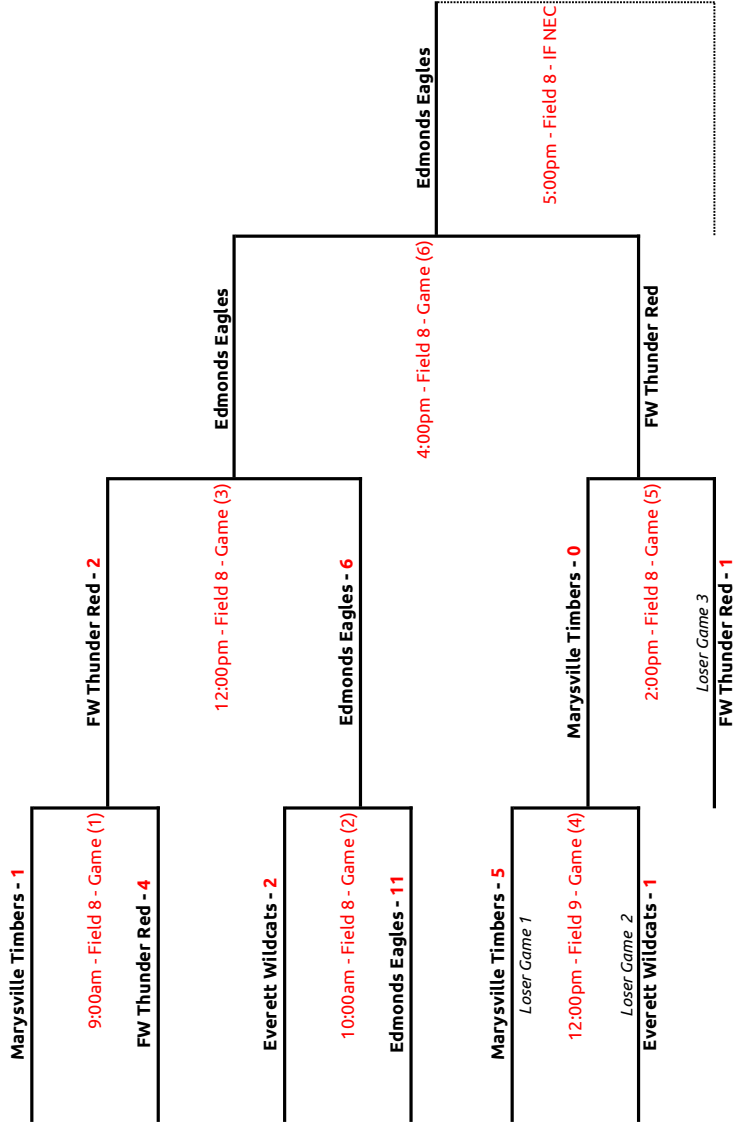 Marysville Timbers - 1
9:00am - Field 8 - Game (1)
FW Thunder Red - 4
Everett Wildcats - 2
10:00am - Field 8 - Game (2)
Edmonds Eagles - 11
Marysville Timbers - 5
Loser Game 1
12:00pm - Field 9 - Game (4)
Loser Game 2
Everett Wildcats - 1
FW Thunder Red - 2
12:00pm - Field 8 - Game (3)
Edmonds Eagles - 6
Marysville Timbers - 0
2:00pm - Field 8 - Game (5)
Loser Game 3
FW Thunder Red - 1
Edmonds Eagles
4:00pm - Field 8 - Game (6)
FW Thunder Red
Edmonds Eagles
5:00pm - Field 8 - IF NEC